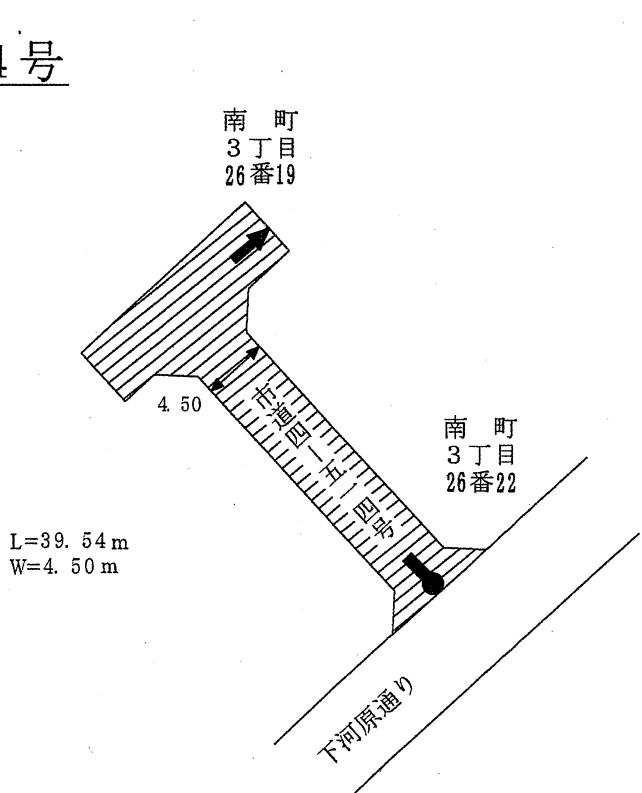 4号
南 町
3丁目
26番19
4.50
市道四―五一四号
南 町
3丁目
26番22
L=39.54m
W=4.50m
下河原通り